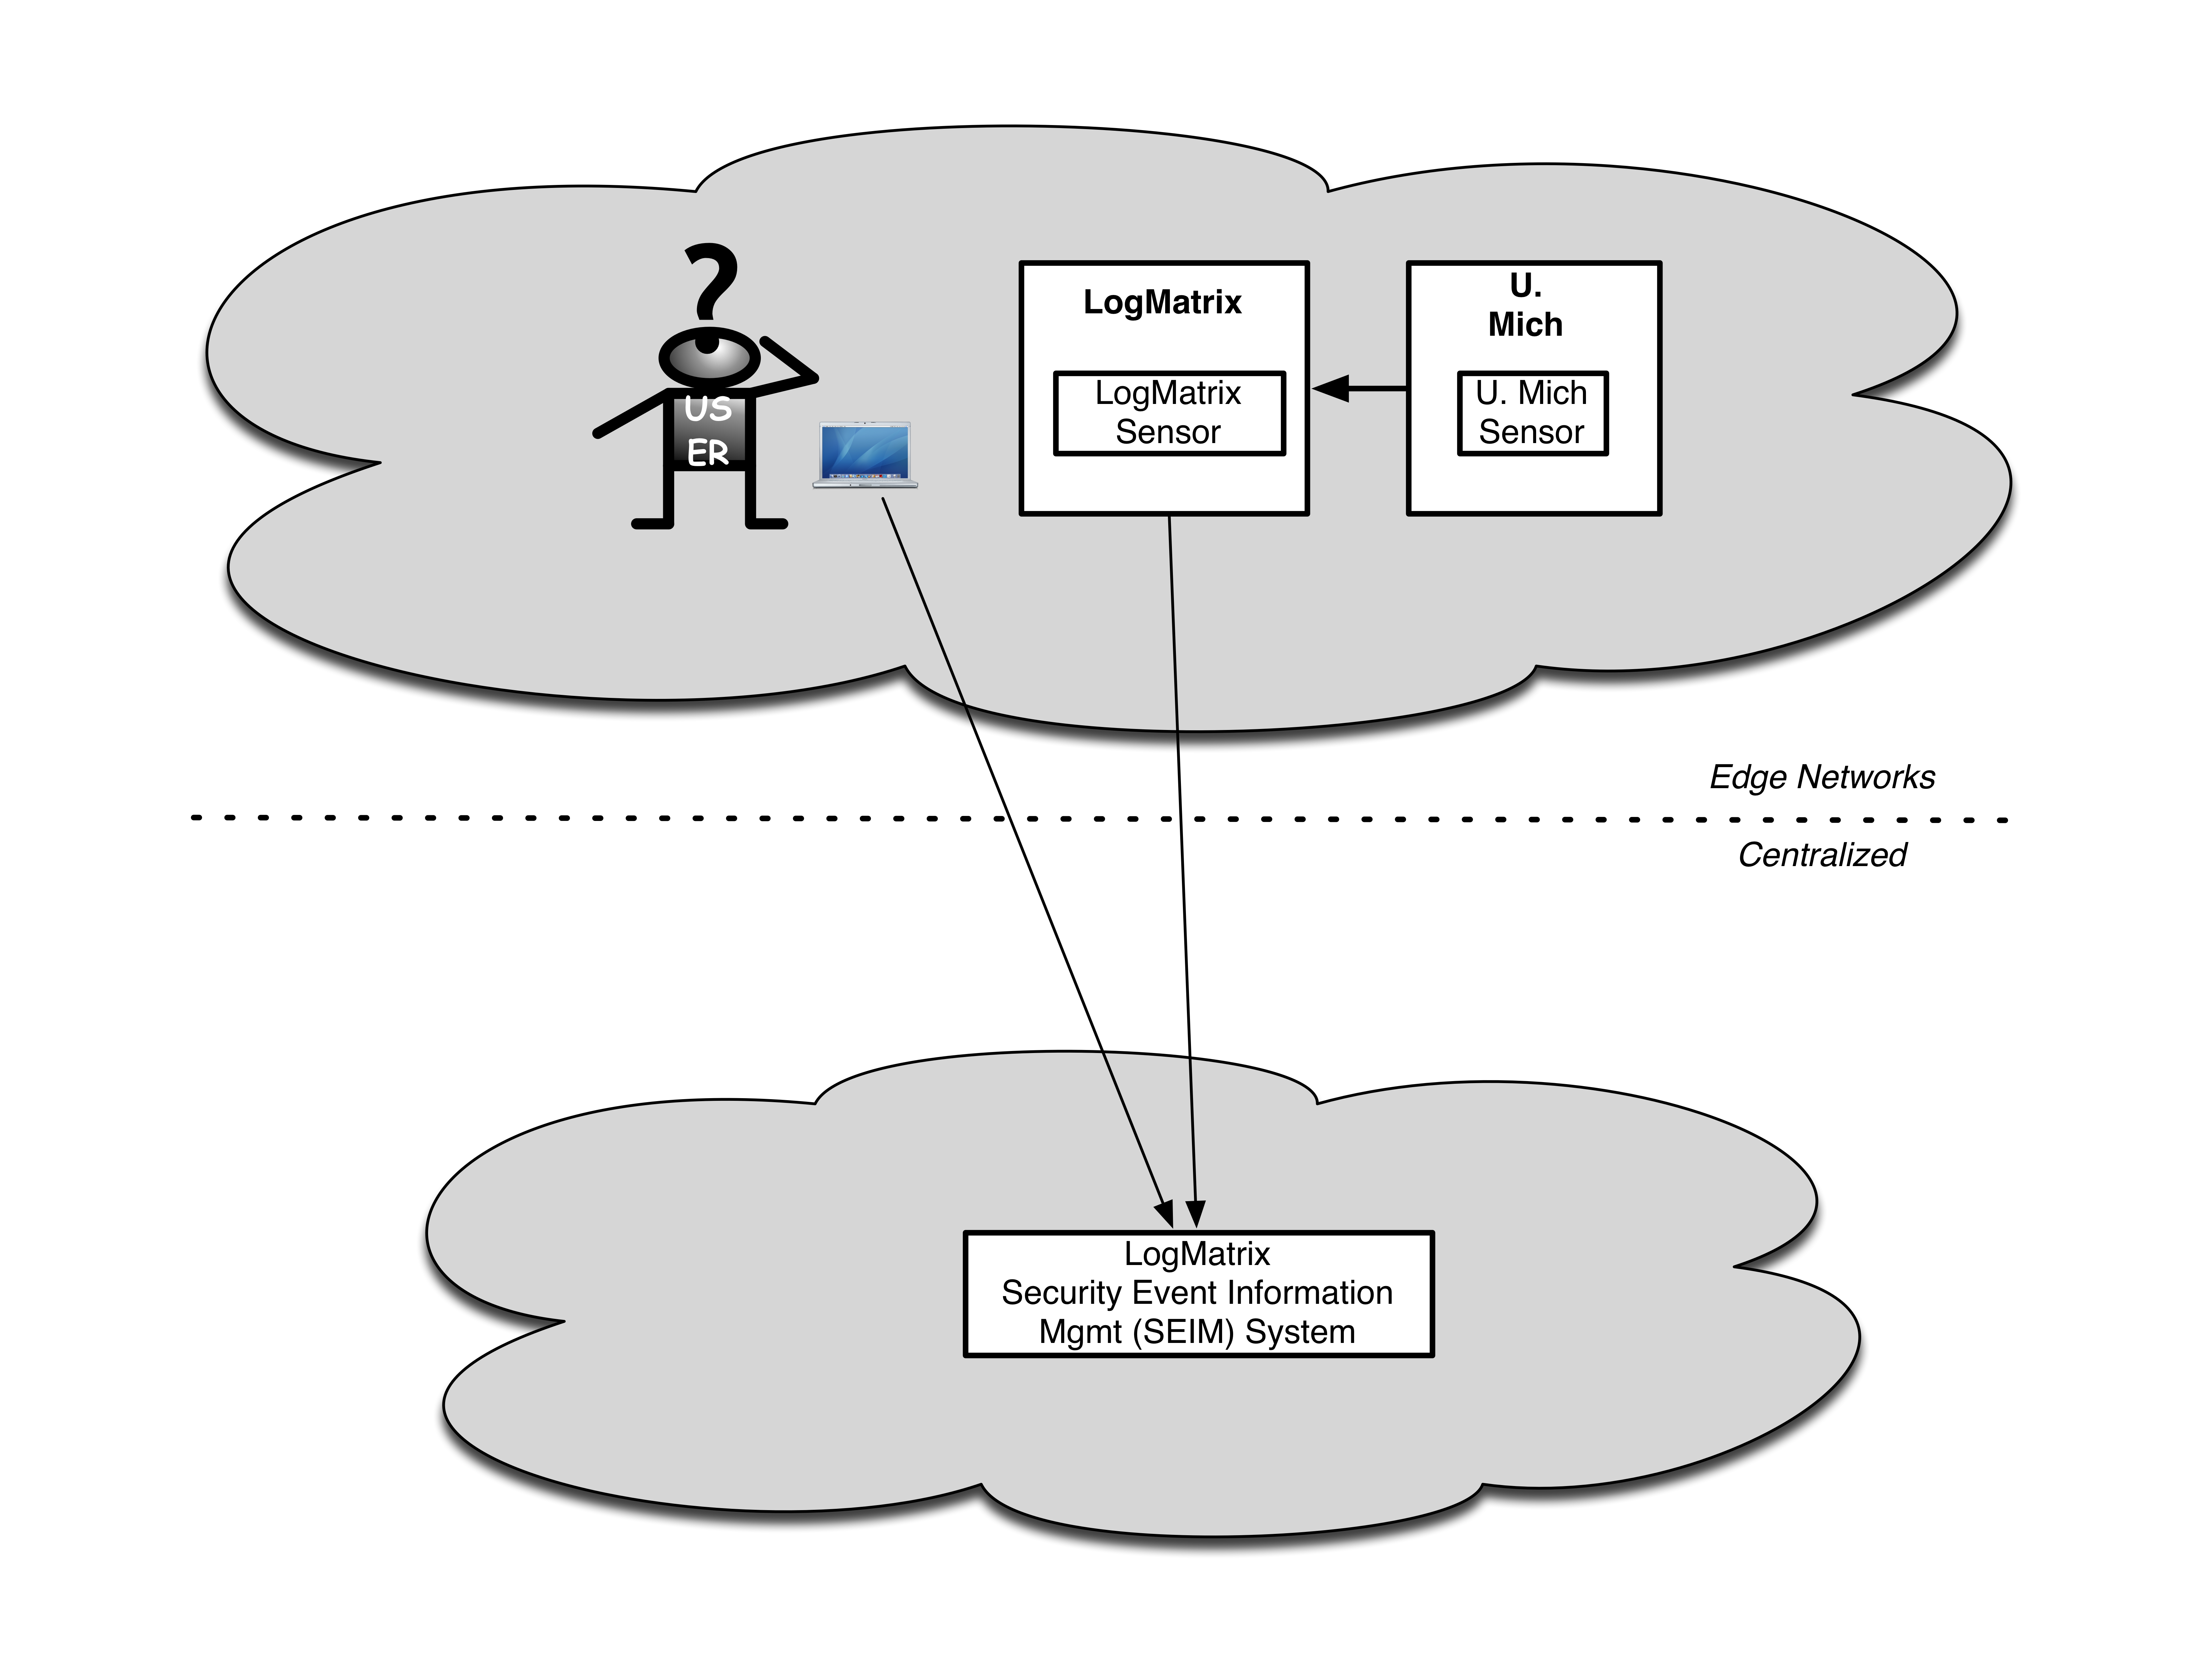 ?
US
ER
LogMatrix
LogMatrix
Sensor
U.
Mich
U. Mich
Sensor
Edge Networks
Centralized
LogMatrix
Security Event Information
Mgmt (SEIM) System